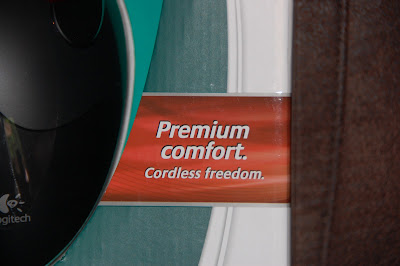 Premium
comfort.
Cordless freedom.
logitech